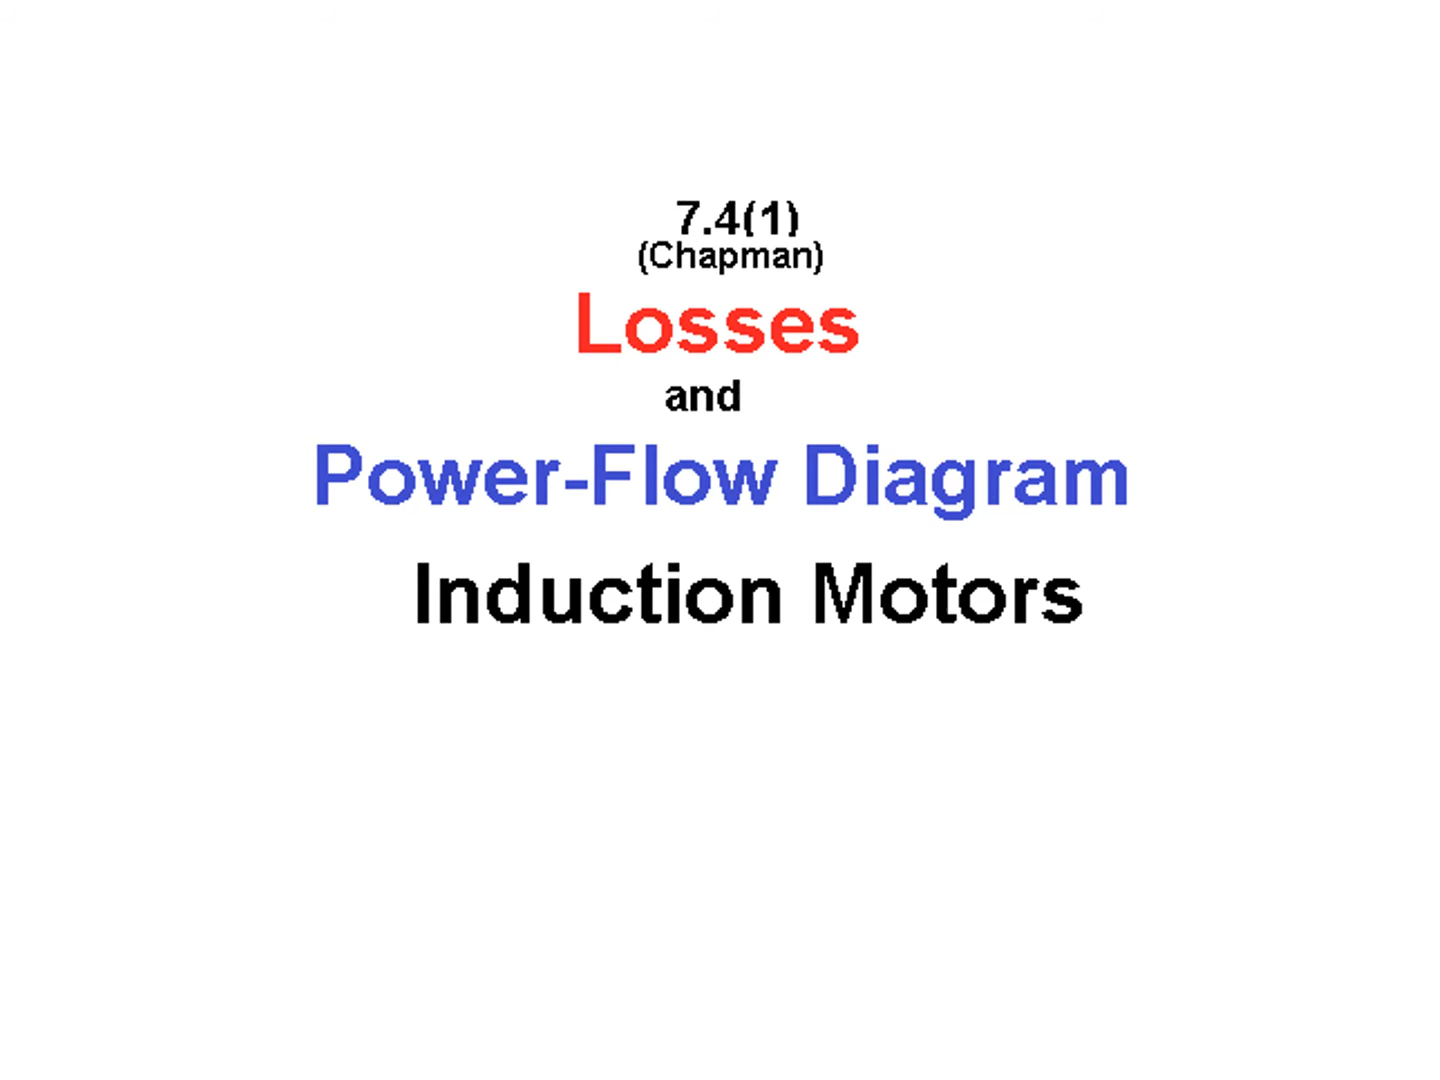 7.4(1)
(Chapman)
Losses
and
Power-Flow Diagram
Induction Motors